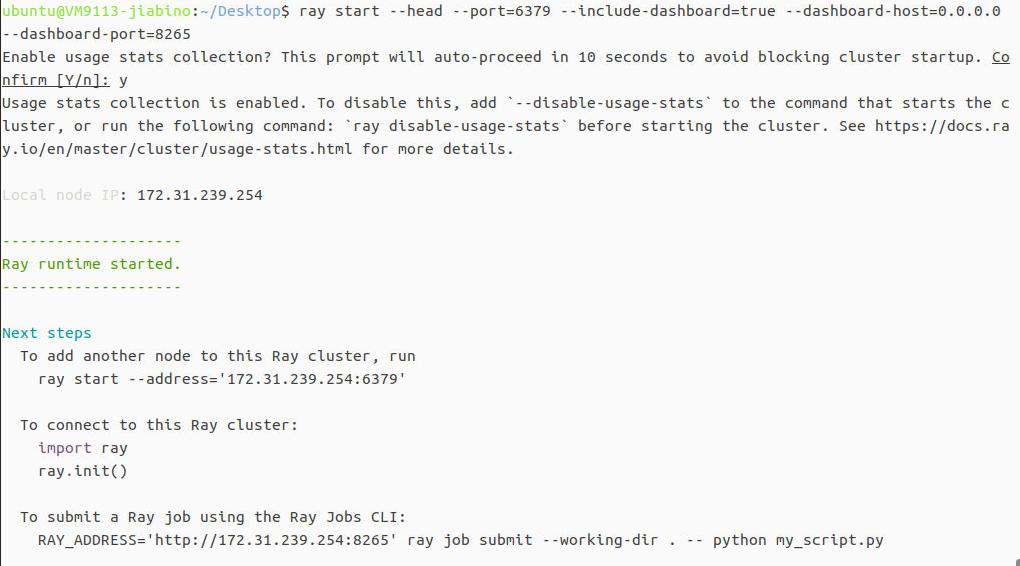 ubuntu@VM9113-jiabino:~/Desktop$ ray start --head --port=6379 --include-dashboard=true --dashboard-host=0.0.0.0
--dashboard-port=8265
Enable usage stats collection? This prompt will auto-proceed in 10 seconds to avoid blocking cluster startup. Co
nfirm [Y/n]: y
Usage stats collection is enabled. To disable this, add `--disable-usage-stats` to the command that starts the c
luster, or run the following command: `ray disable-usage-stats` before starting the cluster. See https://docs.ra
y.io/en/master/cluster/usage-stats.html for more details.
Local node IP: 172.31.239.254
--------------------
Ray runtime started.
--------------------
Next steps
To add another node to this Ray cluster, run
ray start --address='172.31.239.254:6379'
To connect to this Ray cluster:
import ray
ray.init()
To submit a Ray job using the Ray Jobs CLI:
RAY_ADDRESS='http://172.31.239.254:8265' ray job submit --working-dir . -- python my_script.py